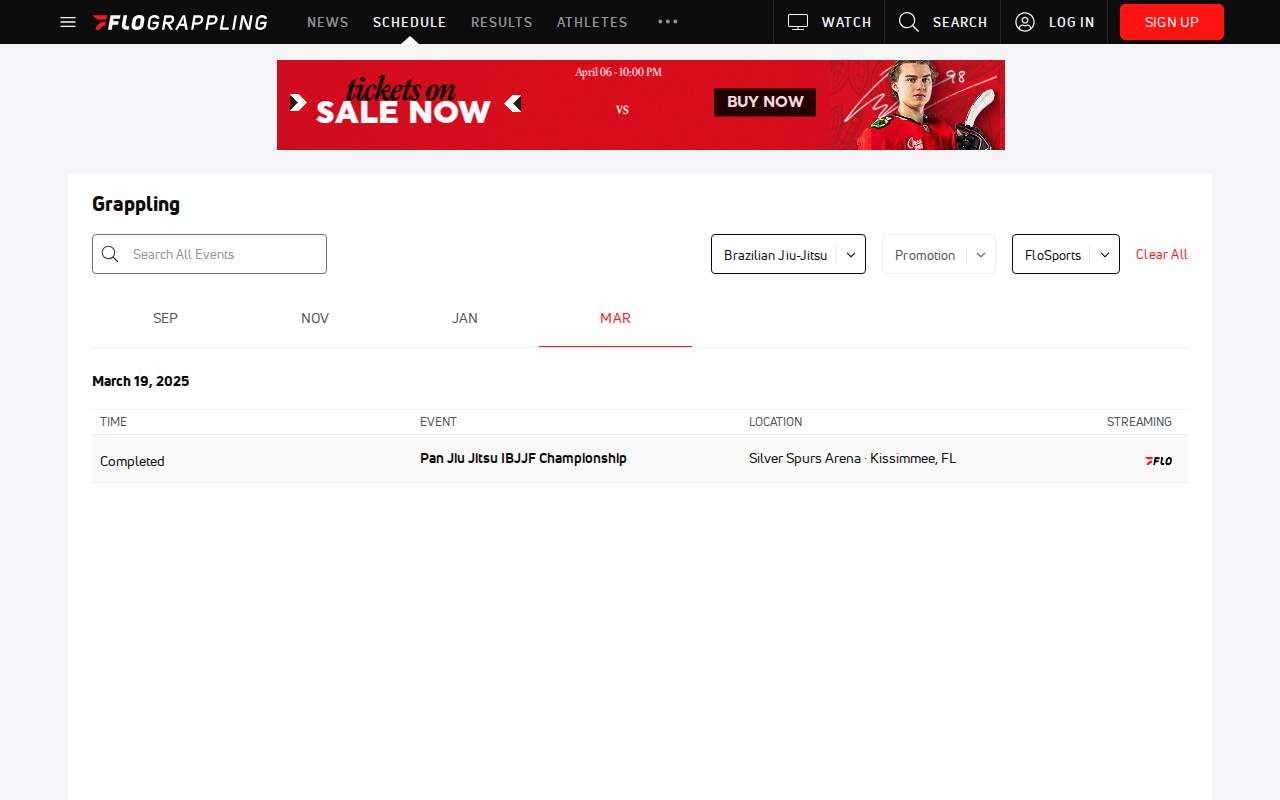 FLOGRAPPLING NEWS SCHEDULE RESULTS ATHLETES ••• WATCH SEARCH LOG IN SIGN UP
tickets on
SALE NOW
April 06 - 10:00 PM
VS
BUY NOW
98
Grappling
Search All Events
Brazilian Jiu-Jitsu
Promotion
FloSports
Clear All
SEP NOV JAN MAR
March 19, 2025
TIME EVENT LOCATION STREAMING
Completed Pan Jiu Jitsu IBJJF Championship Silver Spurs Arena · Kissimmee, FL FLO